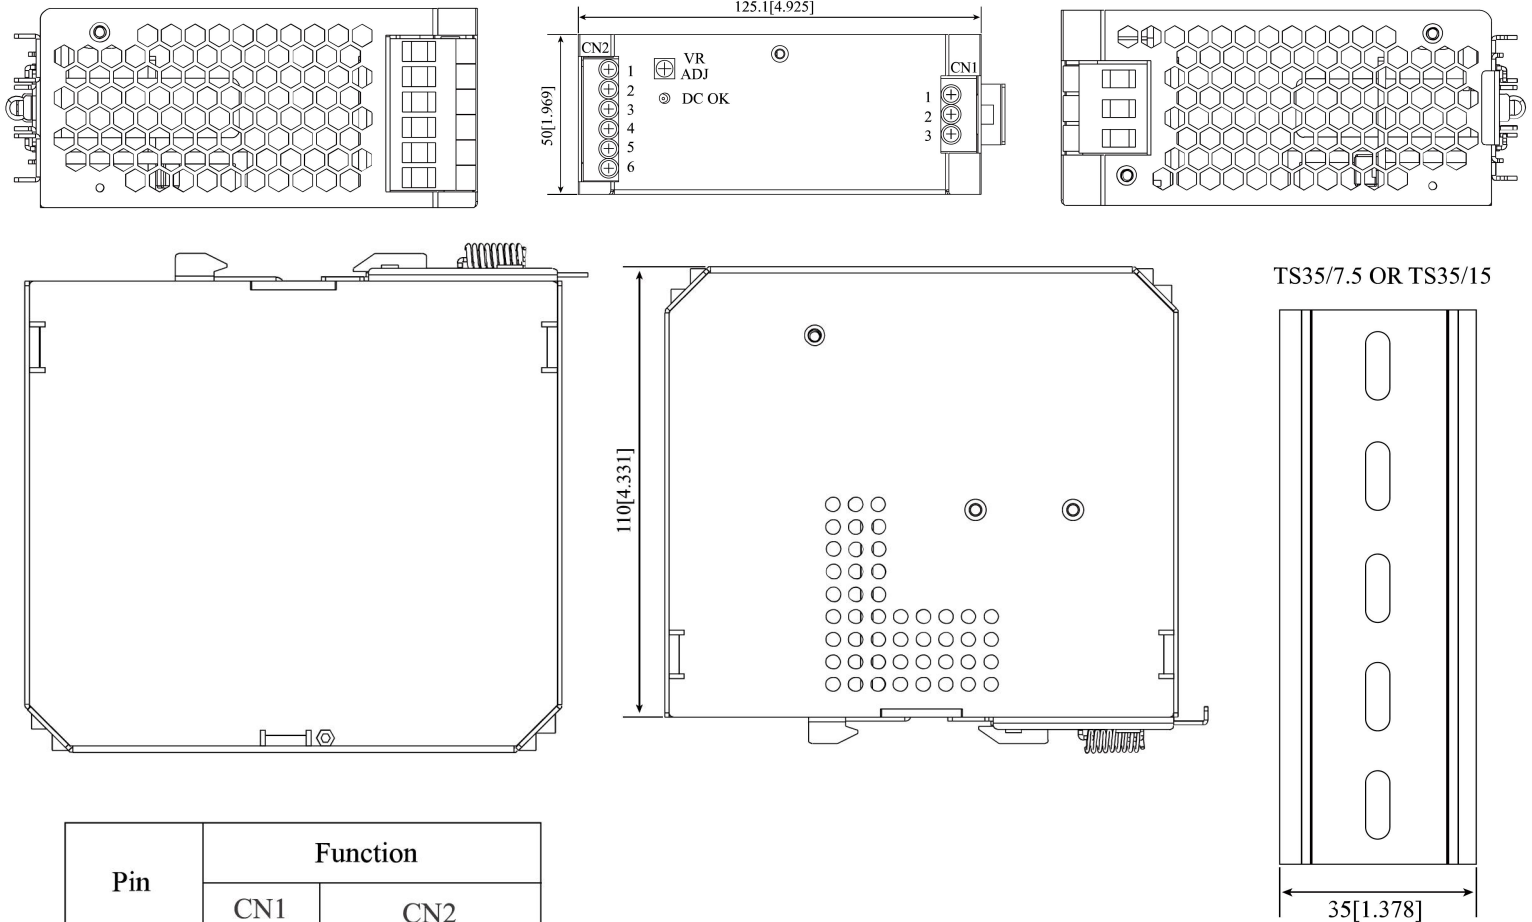 125.1[4.925]
50[1.969]
CN2
1
2
3
4
5
6
VR
ADJ
DC OK
CN1
1
2
3
TS35/7.5 OR TS35/15
110[4.331]
35[1.378]
Pin
Function
CN1
CN2